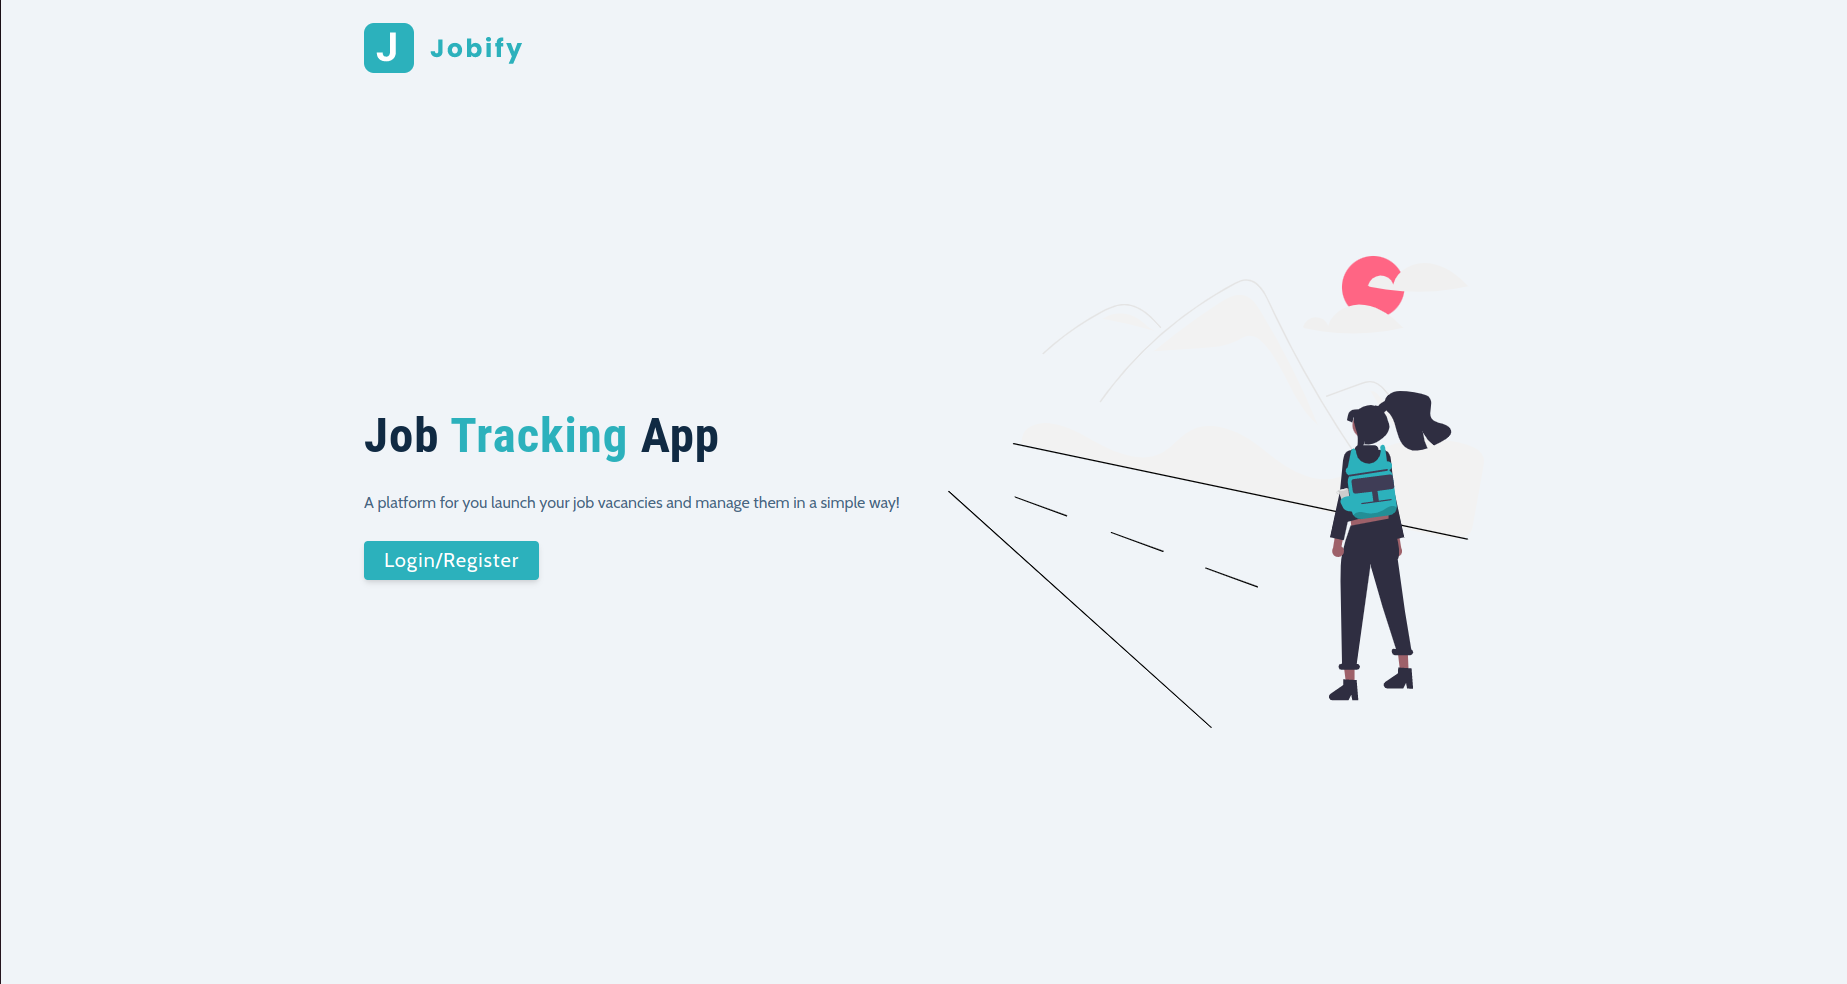 J Jobify
Job Tracking App
A platform for you launch your job vacancies and manage them in a simple way!
Login/Register